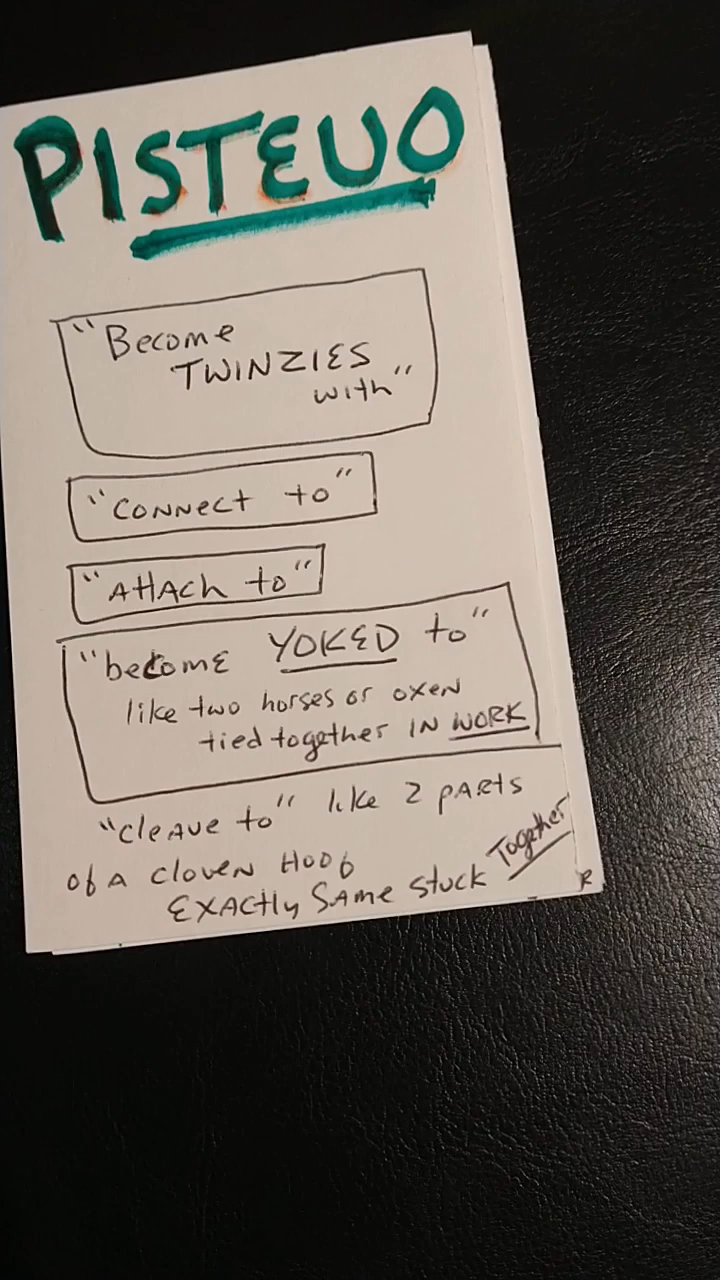 PISTEUO
"Become
TWINZIES
with"
"CONNECT to"
"AttAch to"
"become YOKED to"
like two horses or oxen
tied together IN WORK
"cleAve to" like 2 pARts
of A cloven Hoof
EXACtly SAme stuck Together